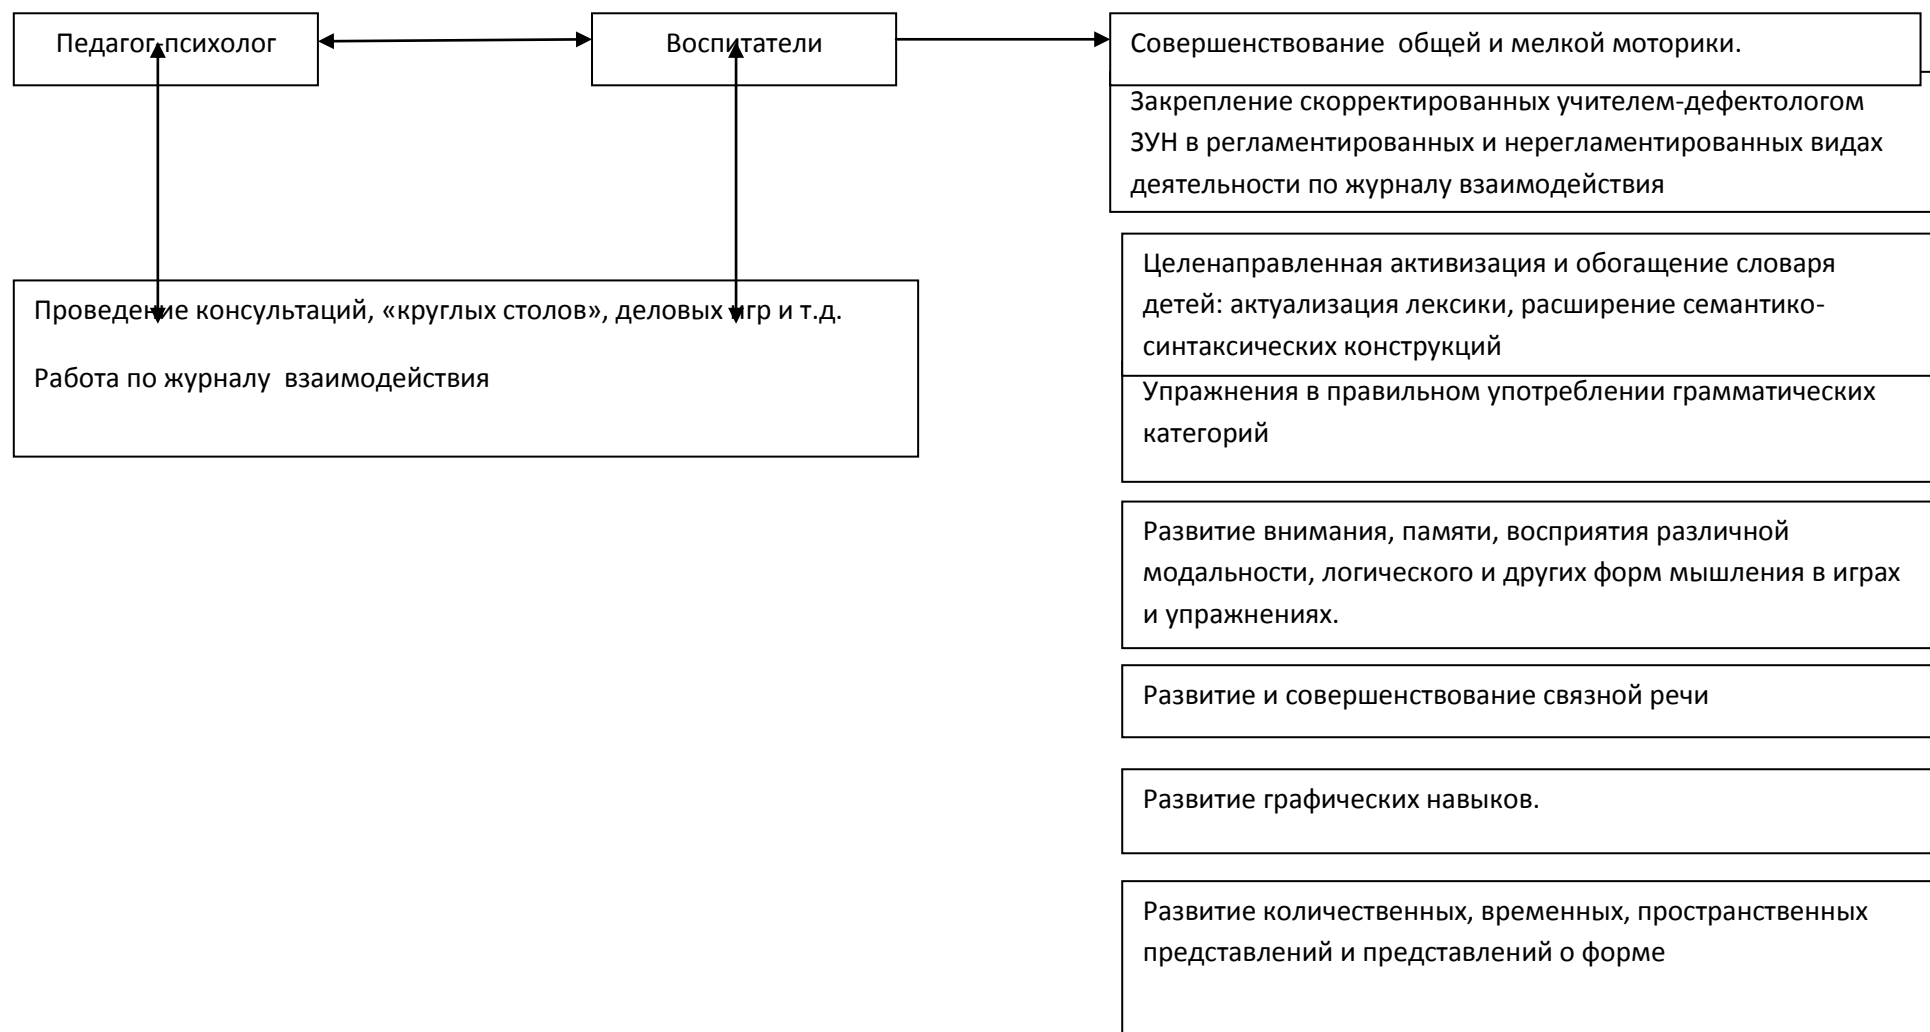 Педагог-психолог
Воспитатели
Совершенствование общей и мелкой моторики.
Закрепление скорректированных учителем-дефектологом
ЗУН в регламентированных и нерегламентированных видах
деятельности по журналу взаимодействия
Проведение консультаций, «круглых столов», деловых игр и т.д.
Работа по журналу взаимодействия
Целенаправленная активизация и обогащение словаря
детей: актуализация лексики, расширение семантико-
синтаксических конструкций
Упражнения в правильном употреблении грамматических
категорий
Развитие внимания, памяти, восприятия различной
модальности, логического и других форм мышления в играх
и упражнениях.
Развитие и совершенствование связной речи
Развитие графических навыков.
Развитие количественных, временных, пространственных
представлений и представлений о форме